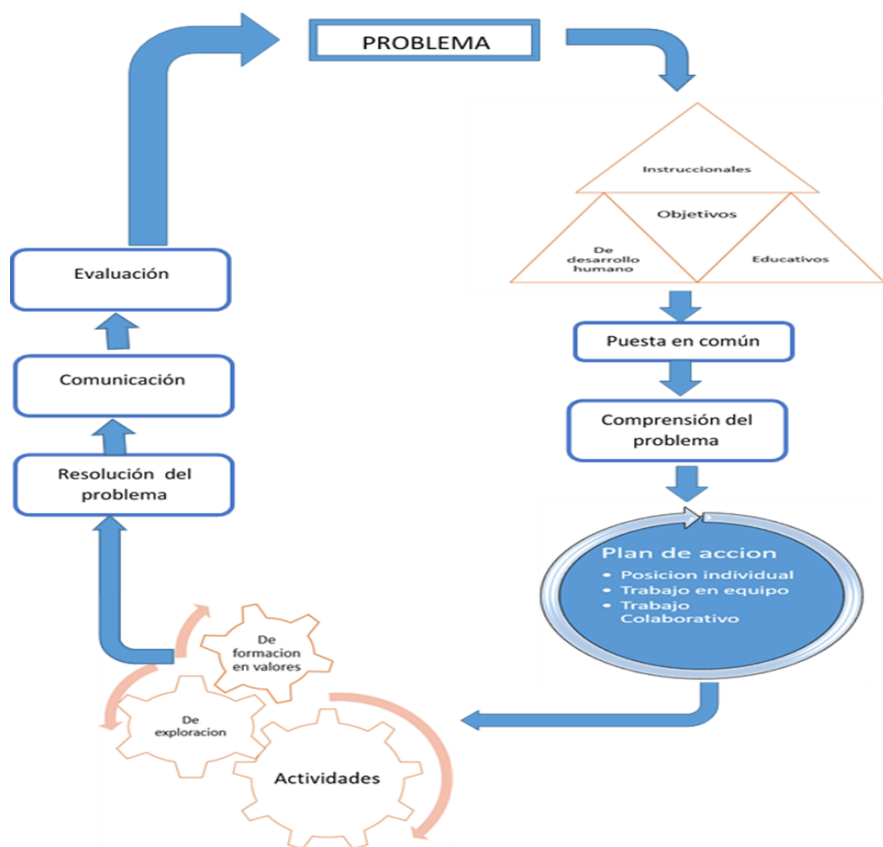 PROBLEMA
Instruccionales
Objetivos
De
desarrollo
humano
Educativos
Puesta en común
Comprensión del
problema
Plan de accion
• Posicion individual
• Trabajo en equipo
• Trabajo
Colaborativo
Actividades
De
exploracion
De
formacion
en valores
Resolución del
problema
Comunicación
Evaluación